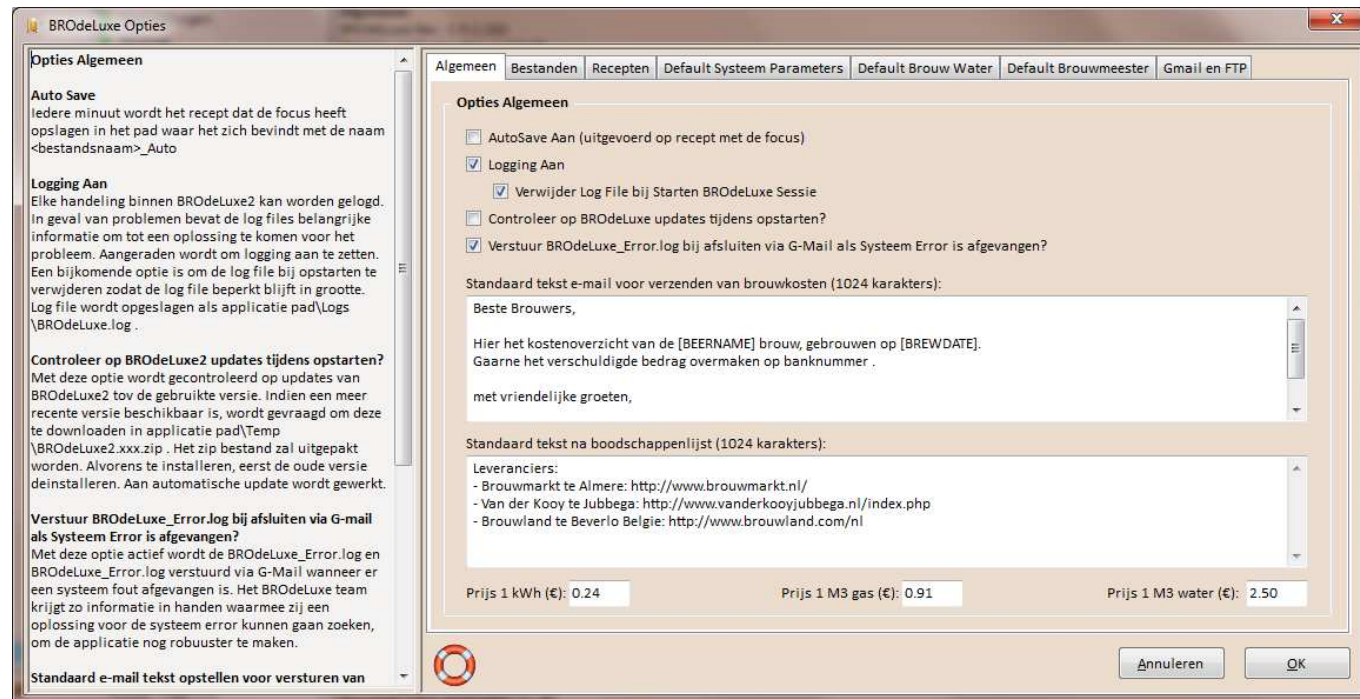 BROdeLuxe Opties
Opties Algemeen
Auto Save
Iedere minuut wordt het recept dat de focus heeft
opslagen in het pad waar het zich bevindt met de naam
<bestandsnaam>_Auto
Logging Aan
Elke handeling binnen BROdeLuxe2 kan worden gelogd.
In geval van problemen bevat de log files belangrijke
informatie om tot een oplossing te komen voor het
probleem. Aangeraden wordt om logging aan te zetten.
Een bijkomende optie is om de log file bij opstarten te
verwjderen zodat de log file beperkt blijft in grootte.
Log file wordt opgeslagen als applicatie pad\Logs
\BROdeLuxe.log .
Controleer op BROdeLuxe2 updates tijdens opstarten?
Met deze optie wordt gecontroleerd op updates van
BROdeLuxe2 tov de gebruikte versie. Indien een meer
recente versie beschikbaar is, wordt gevraagd om deze
te downloaden in applicatie pad\Temp
\BROdeLuxe2.xxx.zip . Het zip bestand zal uitgepakt
worden. Alvorens te installeren, eerst de oude versie
deinstalleren. Aan automatische update wordt gewerkt.
Verstuur BROdeLuxe_Error.log bij afsluiten via G-mail
als Systeem Error is afgevangen?
Met deze optie actief wordt de BROdeLuxe_Error.log en
BROdeLuxe_Error.log verstuurd via G-Mail wanneer er
een systeem fout afgevangen is. Het BROdeLuxe team
krijgt zo informatie in handen waarmee zij een
oplossing voor de systeem error kunnen gaan zoeken,
om de applicatie nog robuuster te maken.
Standaard e-mail tekst opstellen voor versturen van
Algemeen Bestanden Recepten Default Systeem Parameters Default Brouw Water Default Brouwmeester Gmail en FTP
Opties Algemeen
AutoSave Aan (uitgevoerd op recept met de focus)
Logging Aan
Verwijder Log File bij Starten BROdeLuxe Sessie
Controleer op BROdeLuxe updates tijdens opstarten?
Verstuur BROdeLuxe_Error.log bij afsluiten via G-Mail als Systeem Error is afgevangen?
Standaard tekst e-mail voor verzenden van brouwkosten (1024 karakters):
Beste Brouwers,
Hier het kostenoverzicht van de [BEERNAME] brouw, gebrouwen op [BREWDATE].
Gaarne het verschuldigde bedrag overmaken op banknummer .
met vriendelijke groeten,
Standaard tekst na boodschappenlijst (1024 karakters):
Leveranciers:
- Brouwmarkt te Almere: http://www.brouwmarkt.nl/
- Van der Kooy te Jubbega: http://www.vanderkooyjubbega.nl/index.php
- Brouwland te Beverlo Belgie: http://www.brouwland.com/nl
Prijs 1 kWh (€): 0.24 Prijs 1 M3 gas (€): 0.91 Prijs 1 M3 water (€): 2.50
Annuleren OK